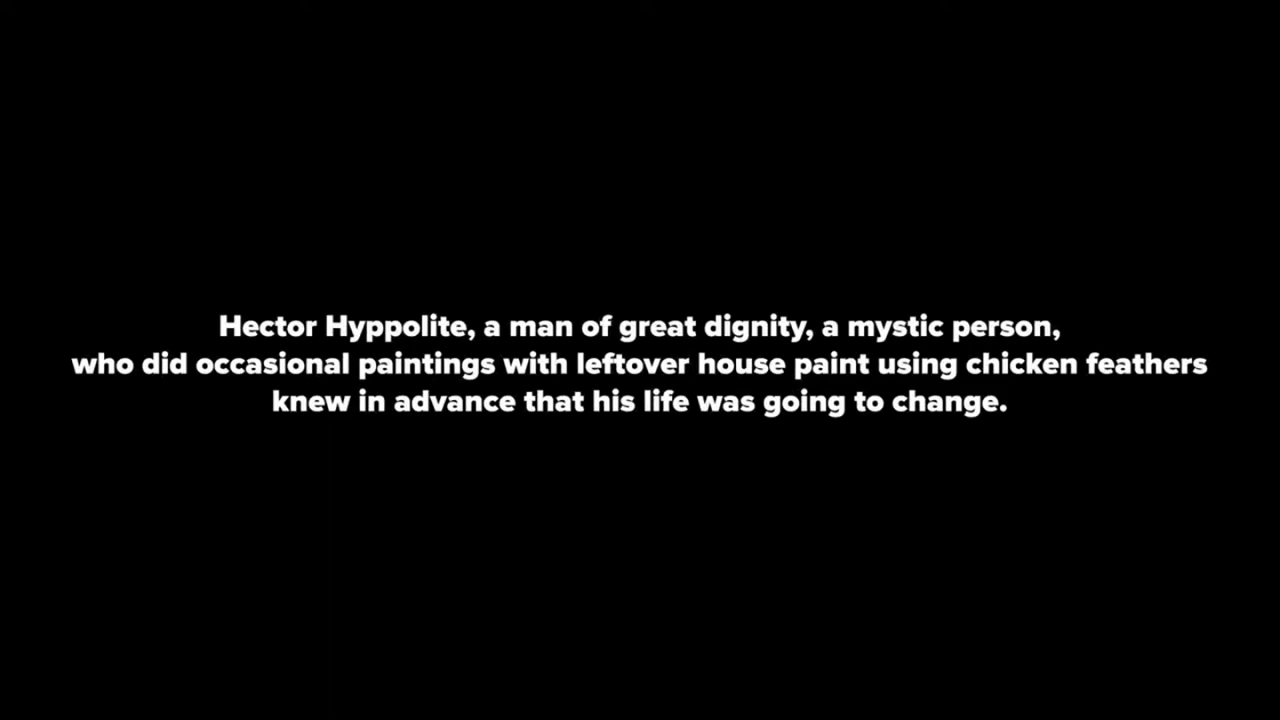 Hector Hyppolite, a man of great dignity, a mystic person,
who did occasional paintings with leftover house paint using chicken feathers
knew in advance that his life was going to change.